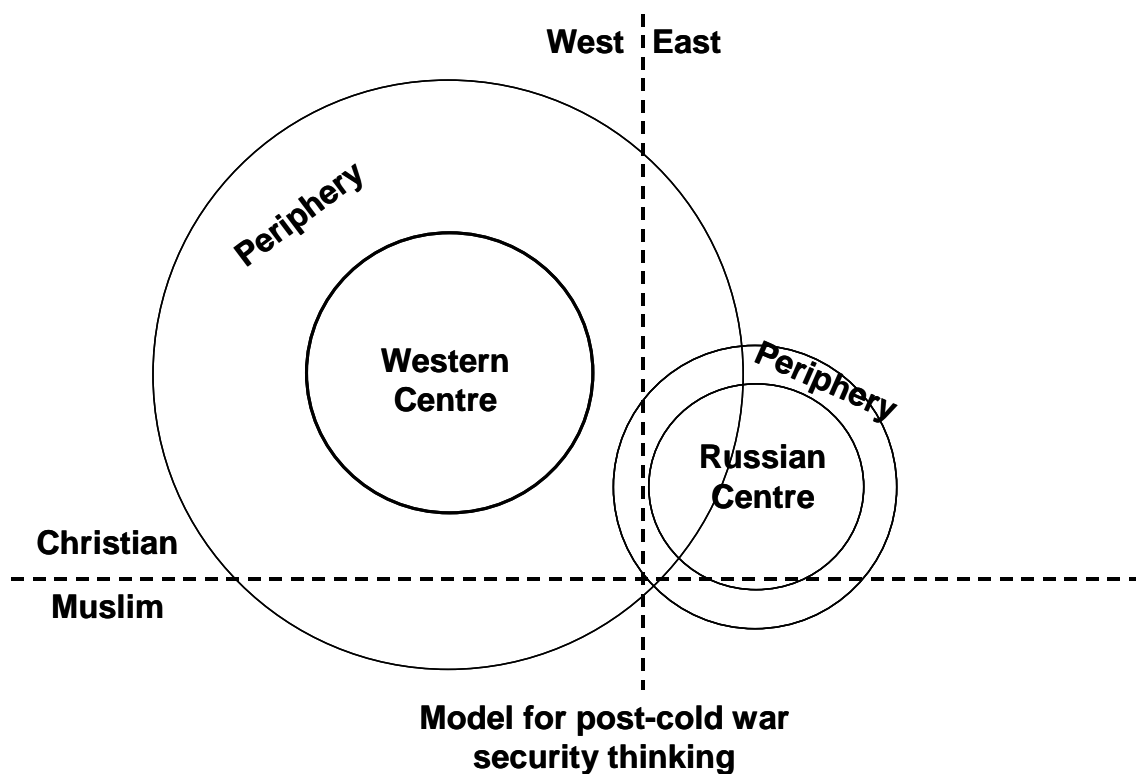 West East
Periphery
Periphery
Western
Centre
Russian
Centre
Christian
Muslim
Model for post-cold war
security thinking